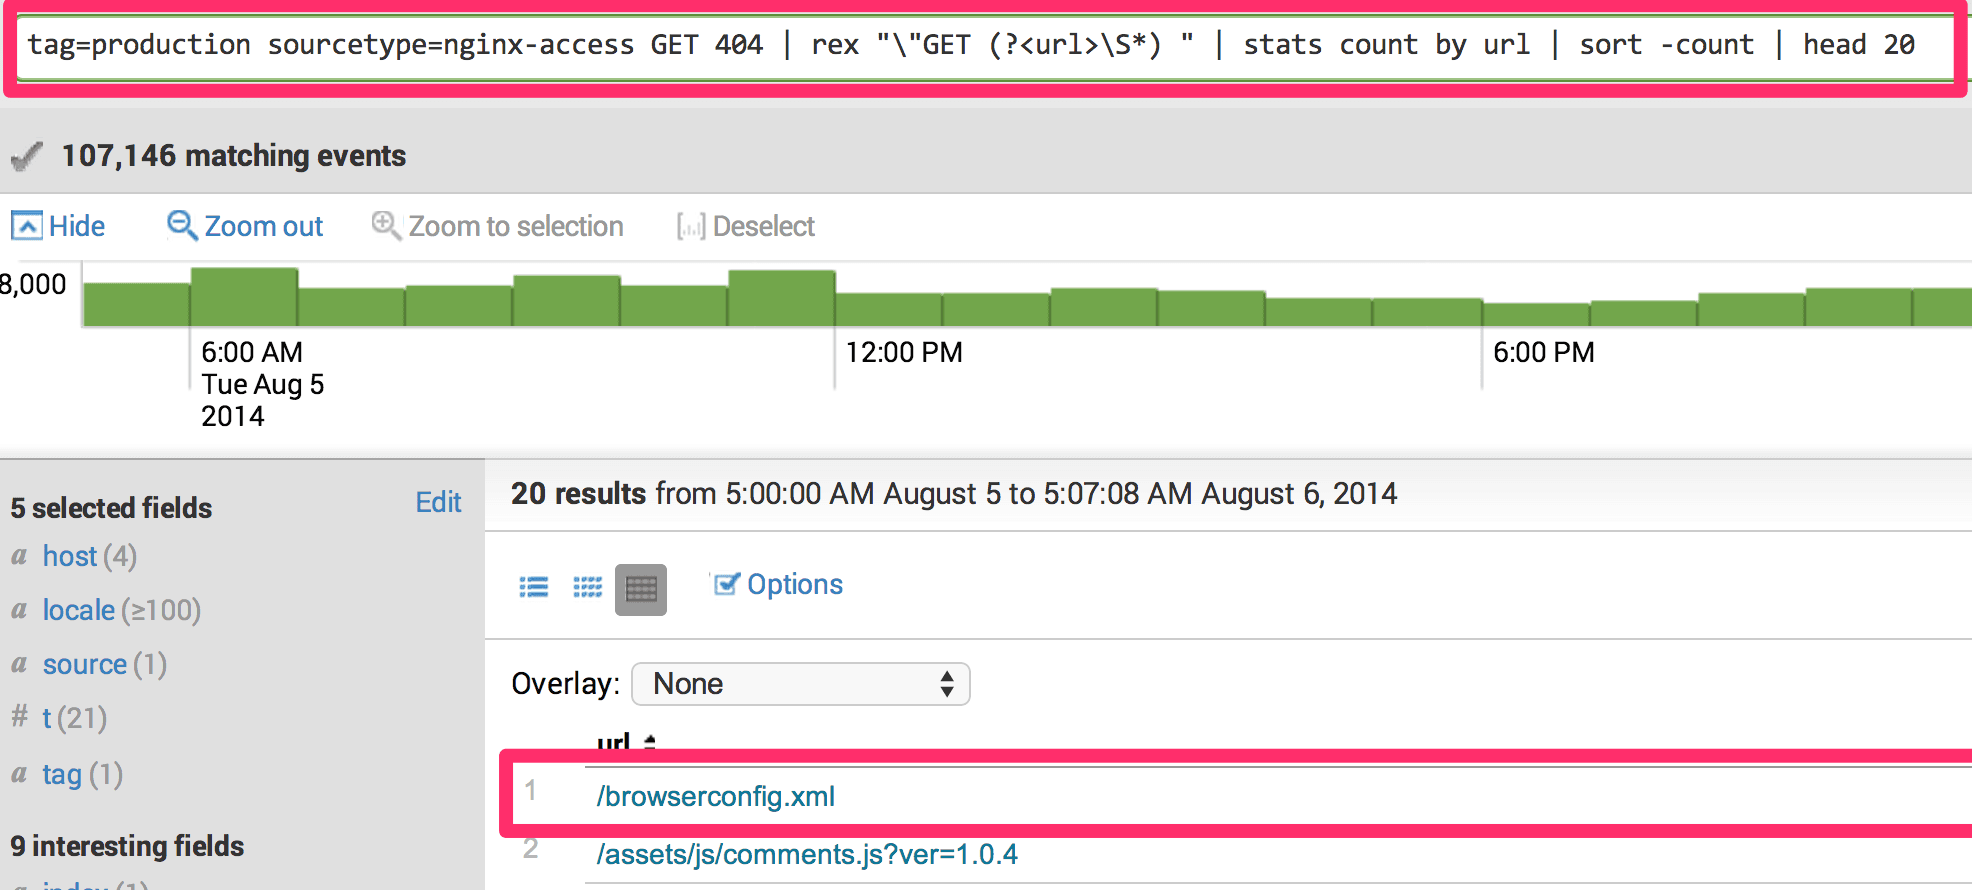 tag=production sourcetype=nginx-access GET 404 | rex "\"GET (?<url>\S*) " | stats count by url | sort -count | head 20
107,146 matching events
Hide Zoom out Zoom to selection Deselect
8,000
6:00 AM 12:00 PM 6:00 PM
Tue Aug 5
2014
5 selected fields Edit
a host (4)
a locale (≥100)
a source (1)
# t (21)
a tag (1)
9 interesting fields
a index (1)
20 results from 5:00:00 AM August 5 to 5:07:08 AM August 6, 2014
Options
Overlay: None
url
1 /browserconfig.xml
2 /assets/js/comments.js?ver=1.0.4